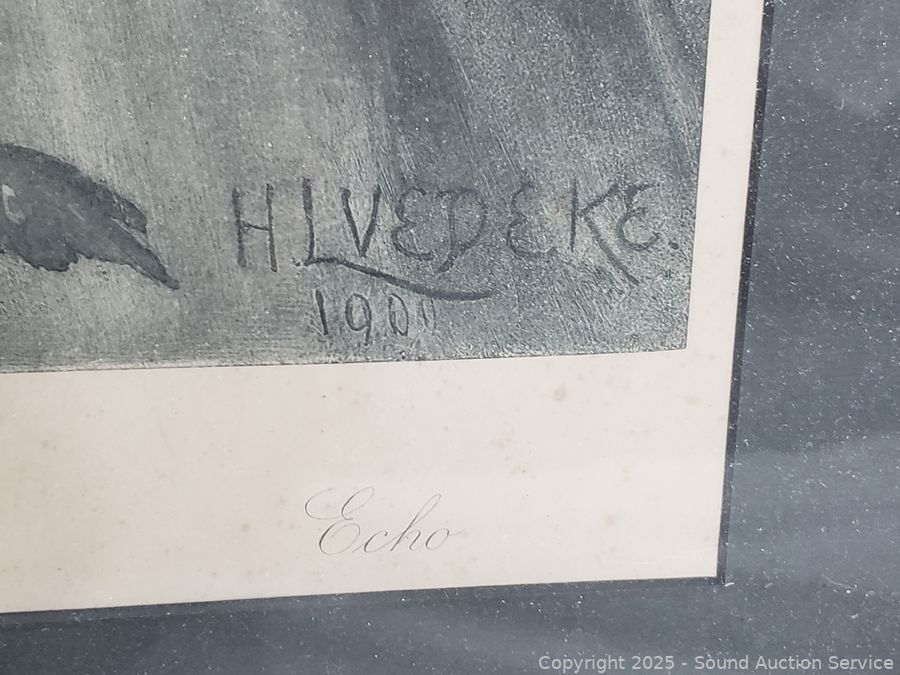 H.LVEDEKE.
1900
Echo
Copyright 2025 - Sound Auction Service